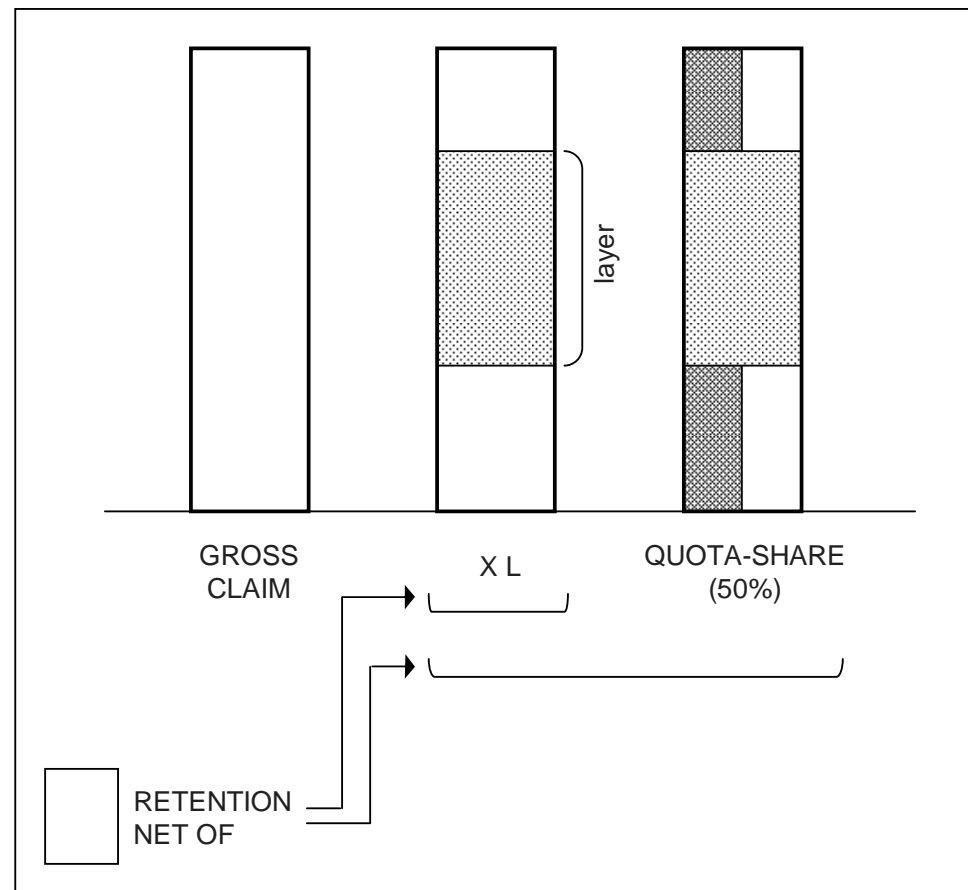 layer
GROSS
CLAIM
X L
QUOTA-SHARE
(50%)
RETENTION
NET OF